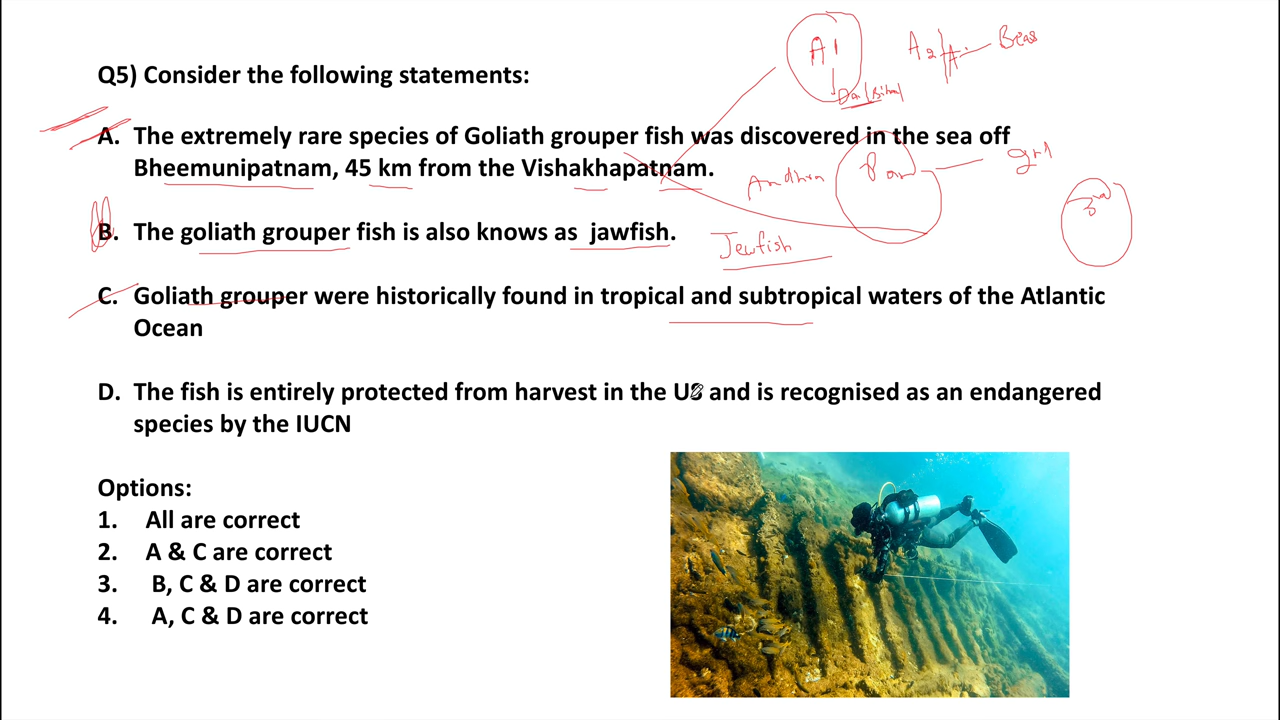 Q5) Consider the following statements:
A. The extremely rare species of Goliath grouper fish was discovered in the sea off
Bheemunipatnam, 45 km from the Vishakhapatnam.
B. The goliath grouper fish is also knows as jawfish.
Jewfish
C. Goliath grouper were historically found in tropical and subtropical waters of the Atlantic
Ocean
D. The fish is entirely protected from harvest in the US and is recognised as an endangered
species by the IUCN
Options:
1. All are correct
2. A & C are correct
3. B, C & D are correct
4. A, C & D are correct
A1
A2
Andhra
3rd